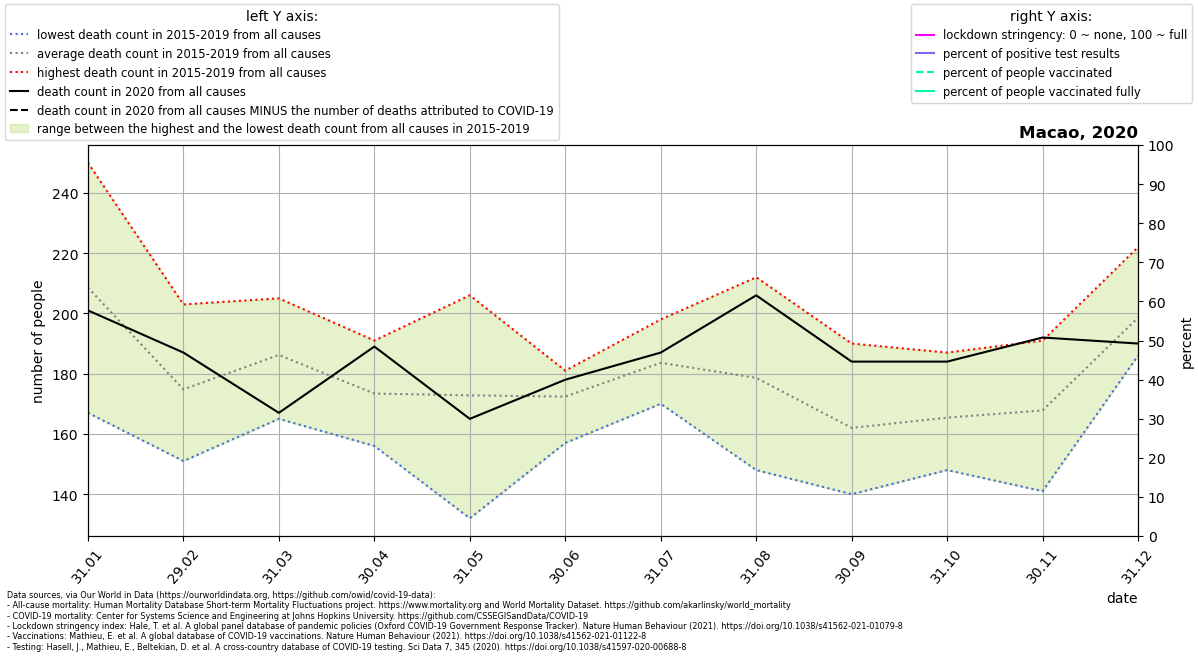 left Y axis:
lowest death count in 2015-2019 from all causes
average death count in 2015-2019 from all causes
highest death count in 2015-2019 from all causes
death count in 2020 from all causes
death count in 2020 from all causes MINUS the number of deaths attributed to COVID-19
range between the highest and the lowest death count from all causes in 2015-2019
right Y axis:
lockdown stringency: 0 ~ none, 100 ~ full
percent of positive test results
percent of people vaccinated
percent of people vaccinated fully
Macao, 2020
number of people
240
220
200
180
160
140
100
90
80
70
60
50
40
30
20
10
0
percent
31.01
29.02
31.03
30.04
31.05
30.06
31.07
31.08
30.09
31.10
30.11
31.12
date
Data sources, via Our World in Data (https://ourworldindata.org, https://github.com/owid/covid-19-data):
- All-cause mortality: Human Mortality Database Short-term Mortality Fluctuations project. https://www.mortality.org and World Mortality Dataset. https://github.com/akarlinsky/world_mortality
- COVID-19 mortality: Center for Systems Science and Engineering at Johns Hopkins University. https://github.com/CSSEGISandData/COVID-19
- Lockdown stringency index: Hale, T. et al. A global panel database of pandemic policies (Oxford COVID-19 Government Response Tracker). Nature Human Behaviour (2021). https://doi.org/10.1038/s41562-021-01079-8
- Vaccinations: Mathieu, E. et al. A global database of COVID-19 vaccinations. Nature Human Behaviour (2021). https://doi.org/10.1038/s41562-021-01122-8
- Testing: Hasell, J., Mathieu, E., Beltekian, D. et al. A cross-country database of COVID-19 testing. Sci Data 7, 345 (2020). https://doi.org/10.1038/s41597-020-00688-8